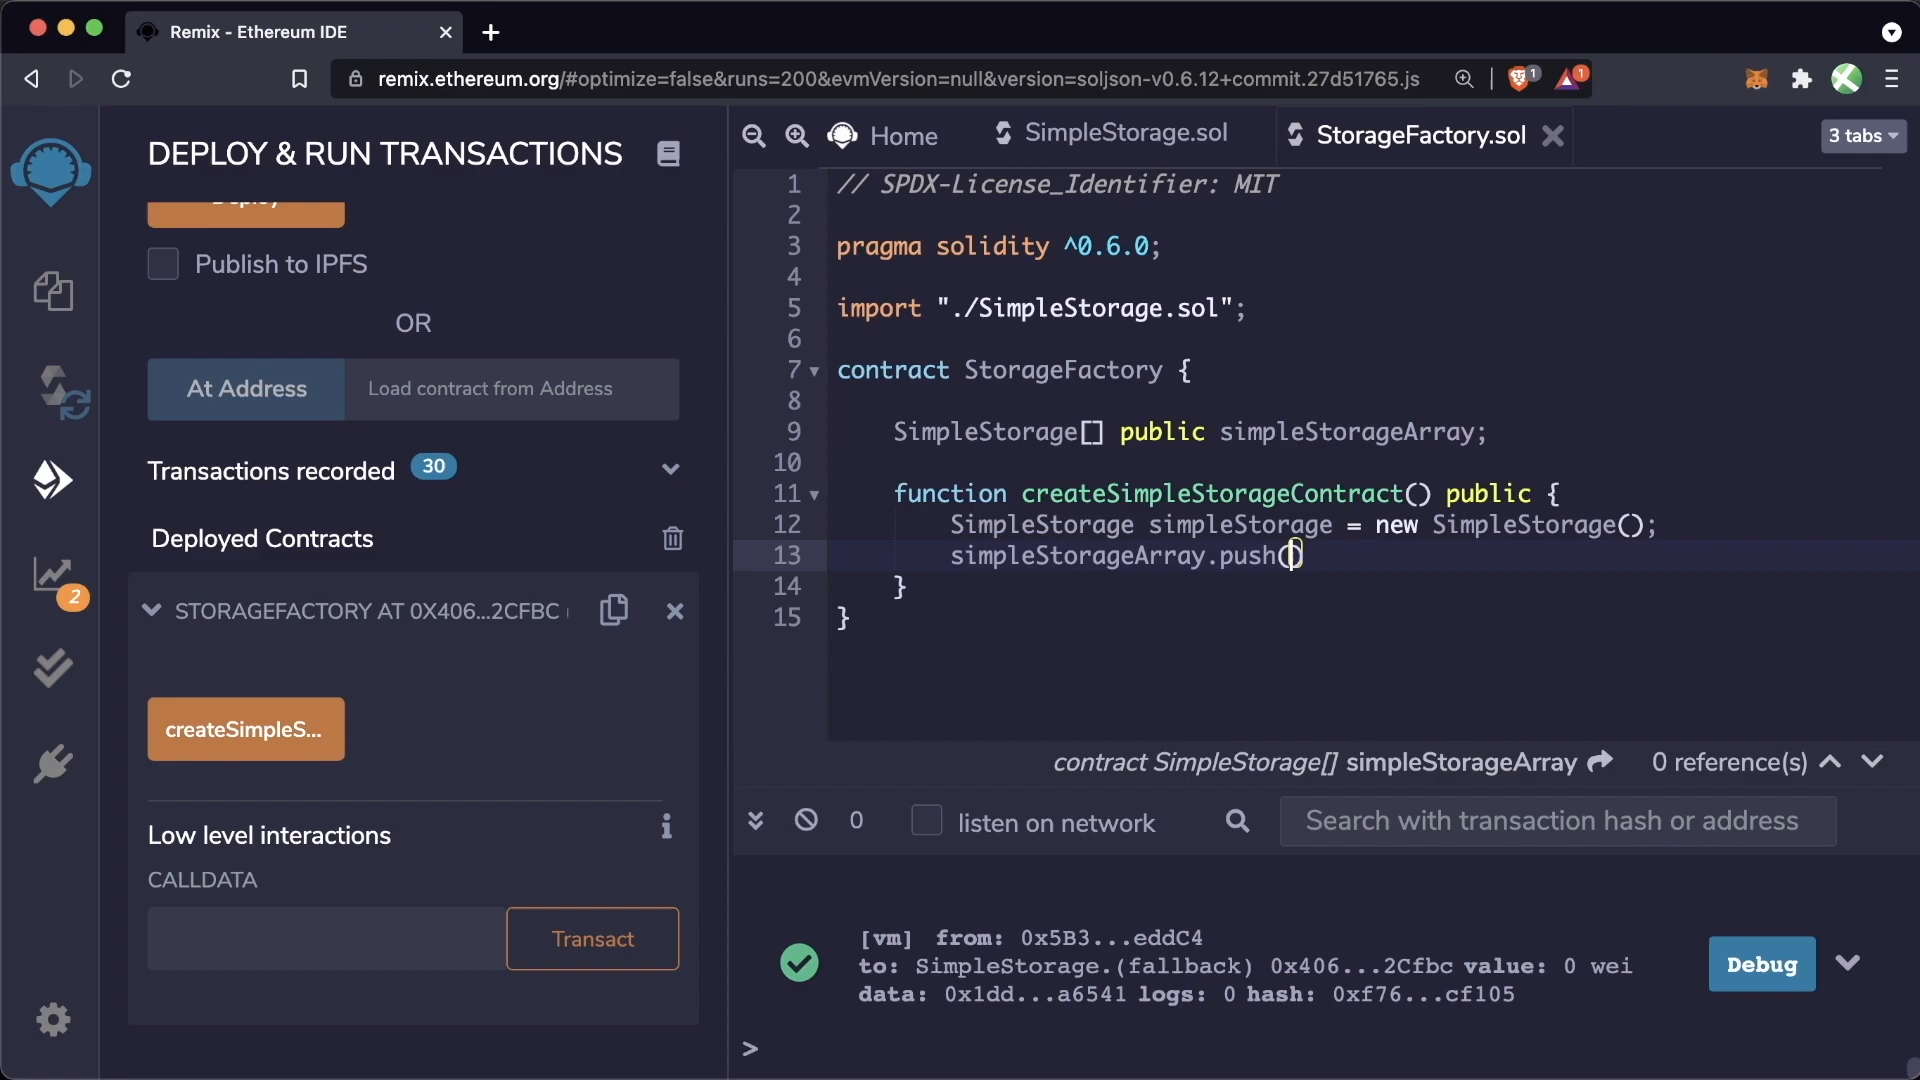 Remix - Ethereum IDE
remix.ethereum.org/#optimize=false&runs=200&evmVersion=null&version=soljson-v0.6.12+commit.27d51765.js
1
1
DEPLOY & RUN TRANSACTIONS
Deploy
Publish to IPFS
OR
At Address
Load contract from Address
Transactions recorded 30
Deployed Contracts
STORAGEFACTORY AT 0X406...2CFBC (
createSimpleS...
Low level interactions
CALLDATA
Transact
2
Home
SimpleStorage.sol
StorageFactory.sol
3 tabs
1 // SPDX-License_Identifier: MIT
2
3 pragma solidity ^0.6.0;
4
5 import "./SimpleStorage.sol";
6
7 contract StorageFactory {
8
9 SimpleStorage[] public simpleStorageArray;
10
11 function createSimpleStorageContract() public {
12 SimpleStorage simpleStorage = new SimpleStorage();
13 simpleStorageArray.push()
14 }
15 }
contract SimpleStorage[] simpleStorageArray 0 reference(s)
0
listen on network
Search with transaction hash or address
[vm] from: 0x5B3...eddC4
to: SimpleStorage.(fallback) 0x406...2Cfbc value: 0 wei
data: 0x1dd...a6541 logs: 0 hash: 0xf76...cf105
Debug
>